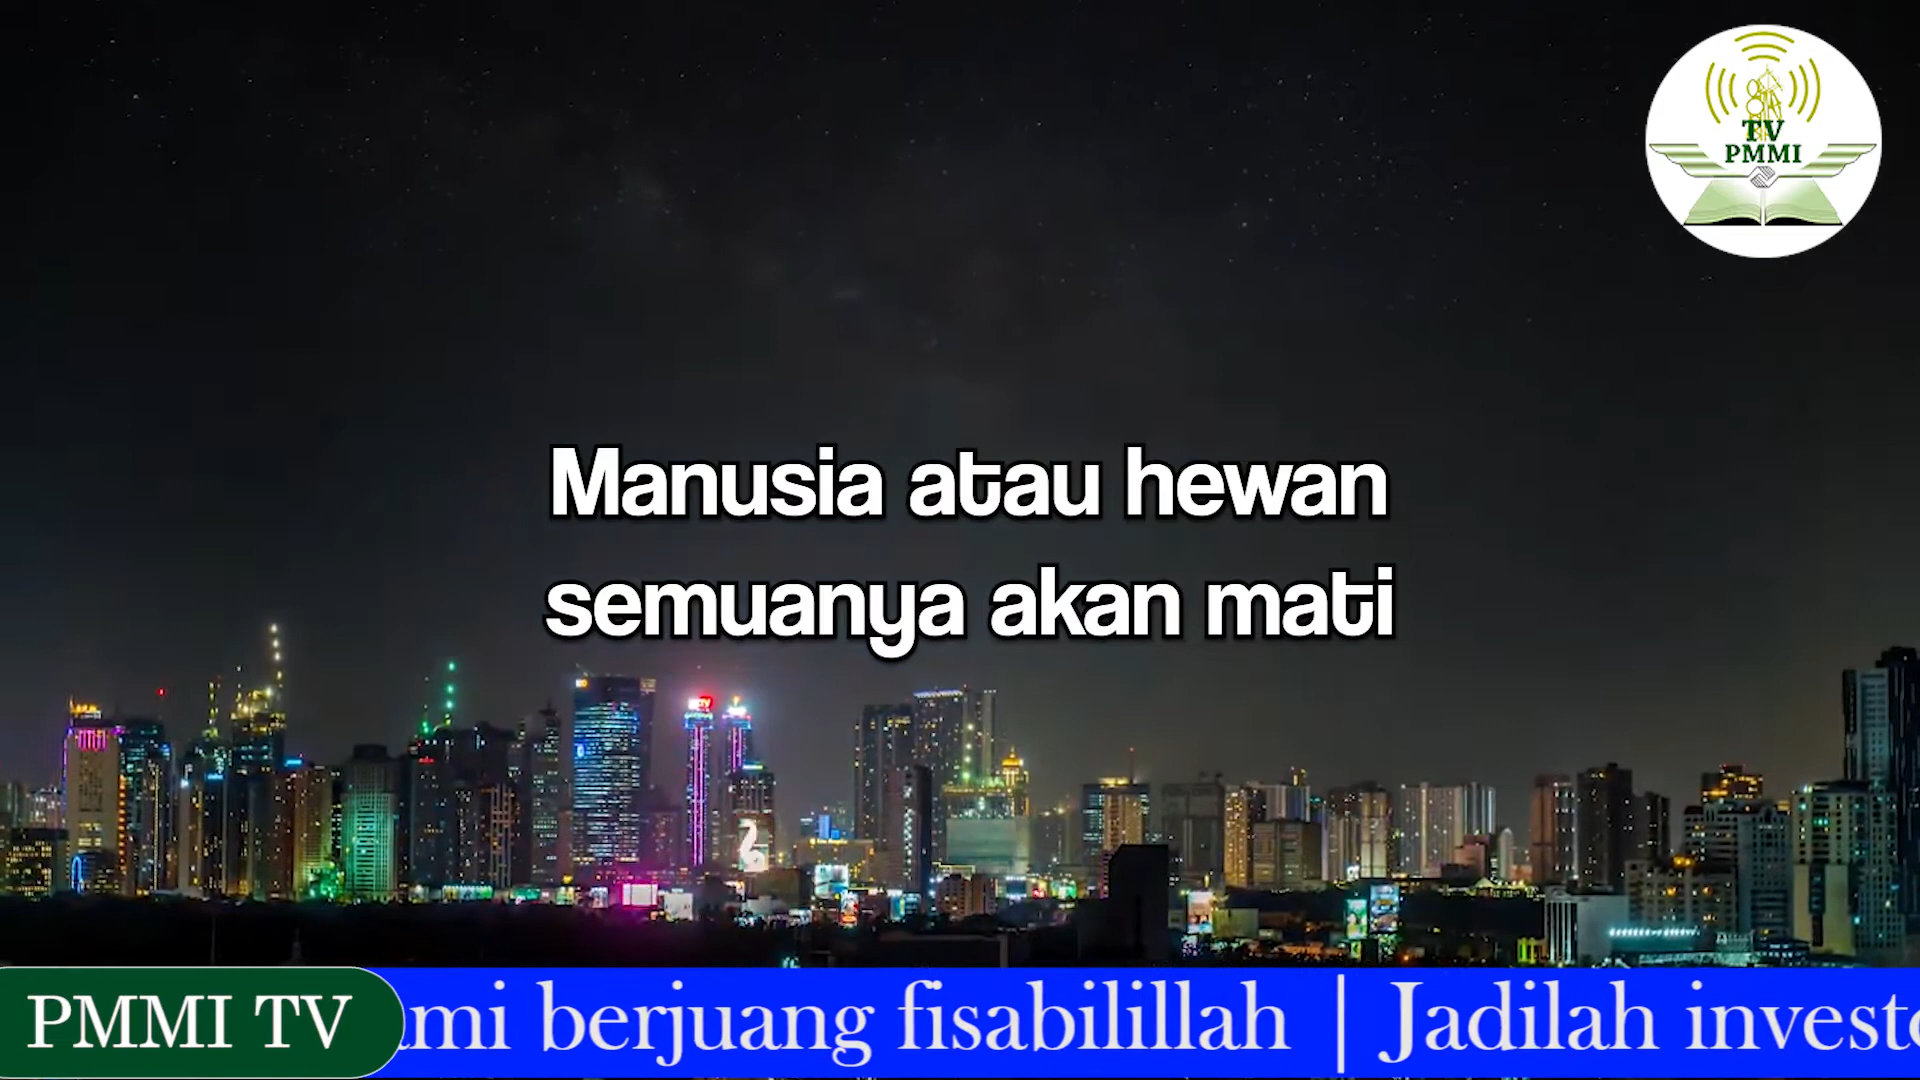 TV
PMMI
Manusia atau hewan
semuanya akan mati
PMMI TV
berjuang fisabilillah | Jadilah